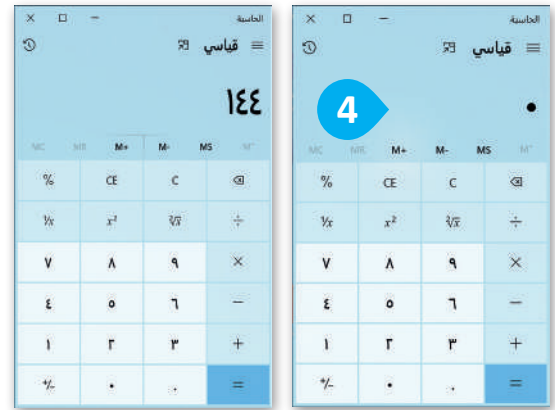 الحاسبة
قياسي
٠
4
MC MR M+ M- MS M˅
% CE C ⌫
¹/x x² ²√x ÷
٧ ٨ ٩ ×
٤ ٥ ٦ −
١ ٢ ٣ +
+/− ٠ . =
الحاسبة
قياسي
١٤٤
MC MR M+ M- MS M˅
% CE C ⌫
¹/x x² ²√x ÷
٧ ٨ ٩ ×
٤ ٥ ٦ −
١ ٢ ٣ +
+/− ٠ . =